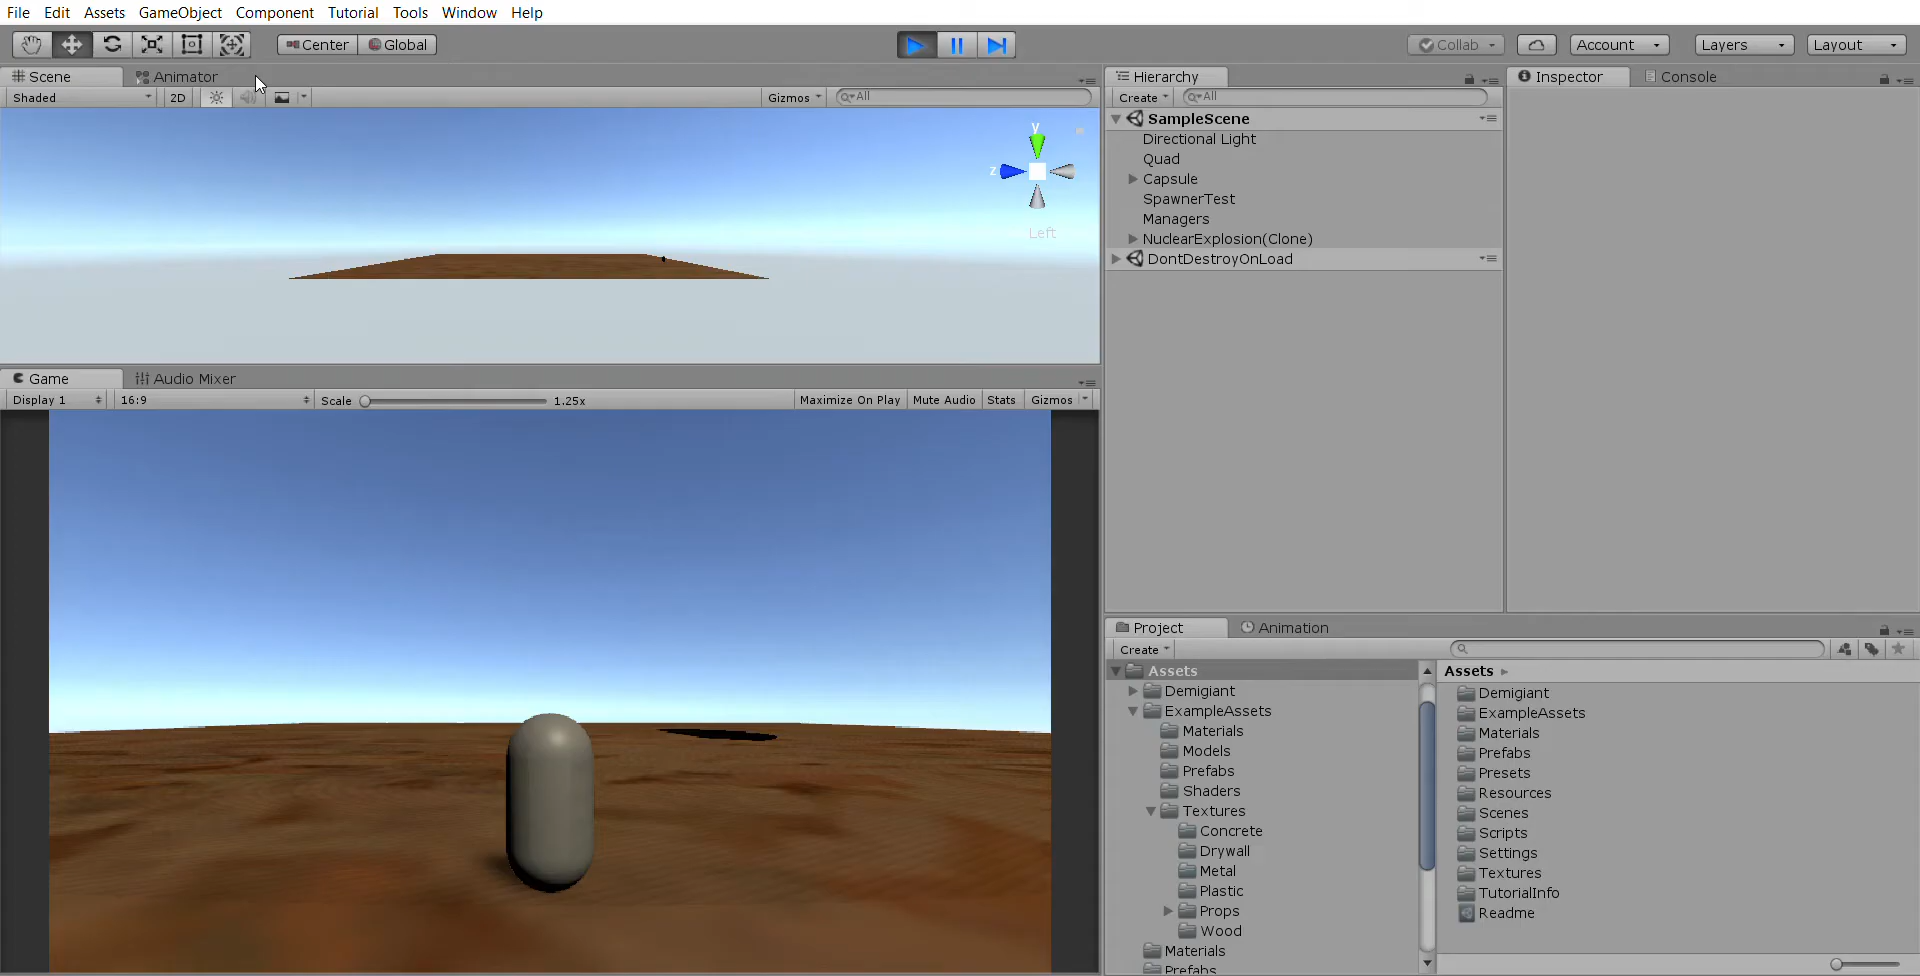 File Edit Assets GameObject Component Tutorial Tools Window Help
Center Global Collab Account Layers Layout
Scene Animator
Shaded 2D Gizmos All
y
z
Left
Game Audio Mixer
Display 1 16:9 Scale 1.25x Maximize On Play Mute Audio Stats Gizmos
Hierarchy
Create All
SampleScene
Directional Light
Quad
Capsule
SpawnerTest
Managers
NuclearExplosion(Clone)
DontDestroyOnLoad
Inspector Console
Project Animation
Create
Assets
Demigiant
ExampleAssets
Materials
Models
Prefabs
Shaders
Textures
Concrete
Drywall
Metal
Plastic
Props
Wood
Materials
Prefabs
Assets
Demigiant
ExampleAssets
Materials
Prefabs
Presets
Resources
Scenes
Scripts
Settings
Textures
TutorialInfo
Readme